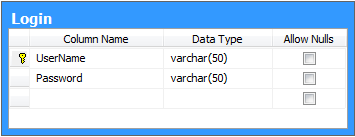 Login
Column Name Data Type Allow Nulls
UserName varchar(50)
Password varchar(50)